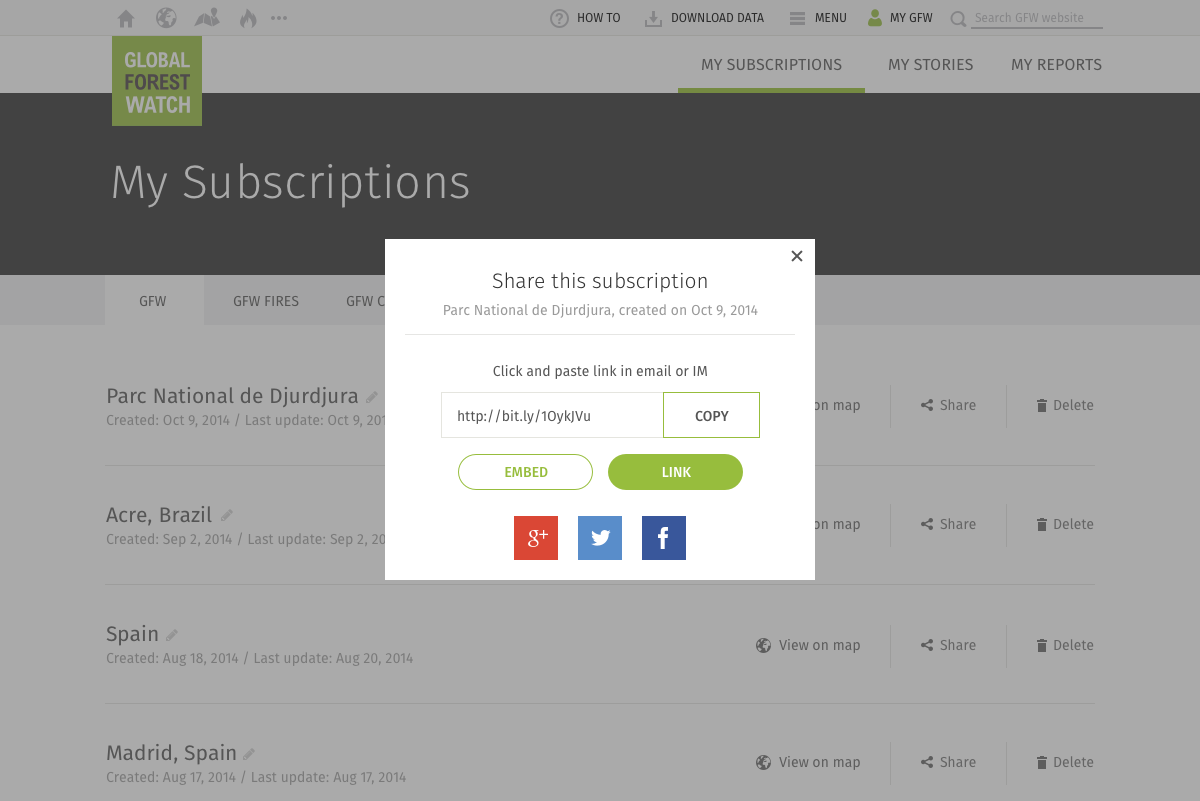 HOW TO
DOWNLOAD DATA
MENU
MY GFW
Search GFW website
GLOBAL
FOREST
WATCH
MY SUBSCRIPTIONS
MY STORIES
MY REPORTS
My Subscriptions
GFW
GFW FIRES
GFW C
×
Share this subscription
Parc National de Djurdjura, created on Oct 9, 2014
Click and paste link in email or IM
http://bit.ly/1OykJVu
COPY
EMBED
LINK
g+
f
Parc National de Djurdjura
Created: Oct 9, 2014 / Last update: Oct 9, 201
on map
Share
Delete
Acre, Brazil
Created: Sep 2, 2014 / Last update: Sep 2, 20
on map
Share
Delete
Spain
Created: Aug 18, 2014 / Last update: Aug 20, 2014
View on map
Share
Delete
Madrid, Spain
Created: Aug 17, 2014 / Last update: Aug 17, 2014
View on map
Share
Delete